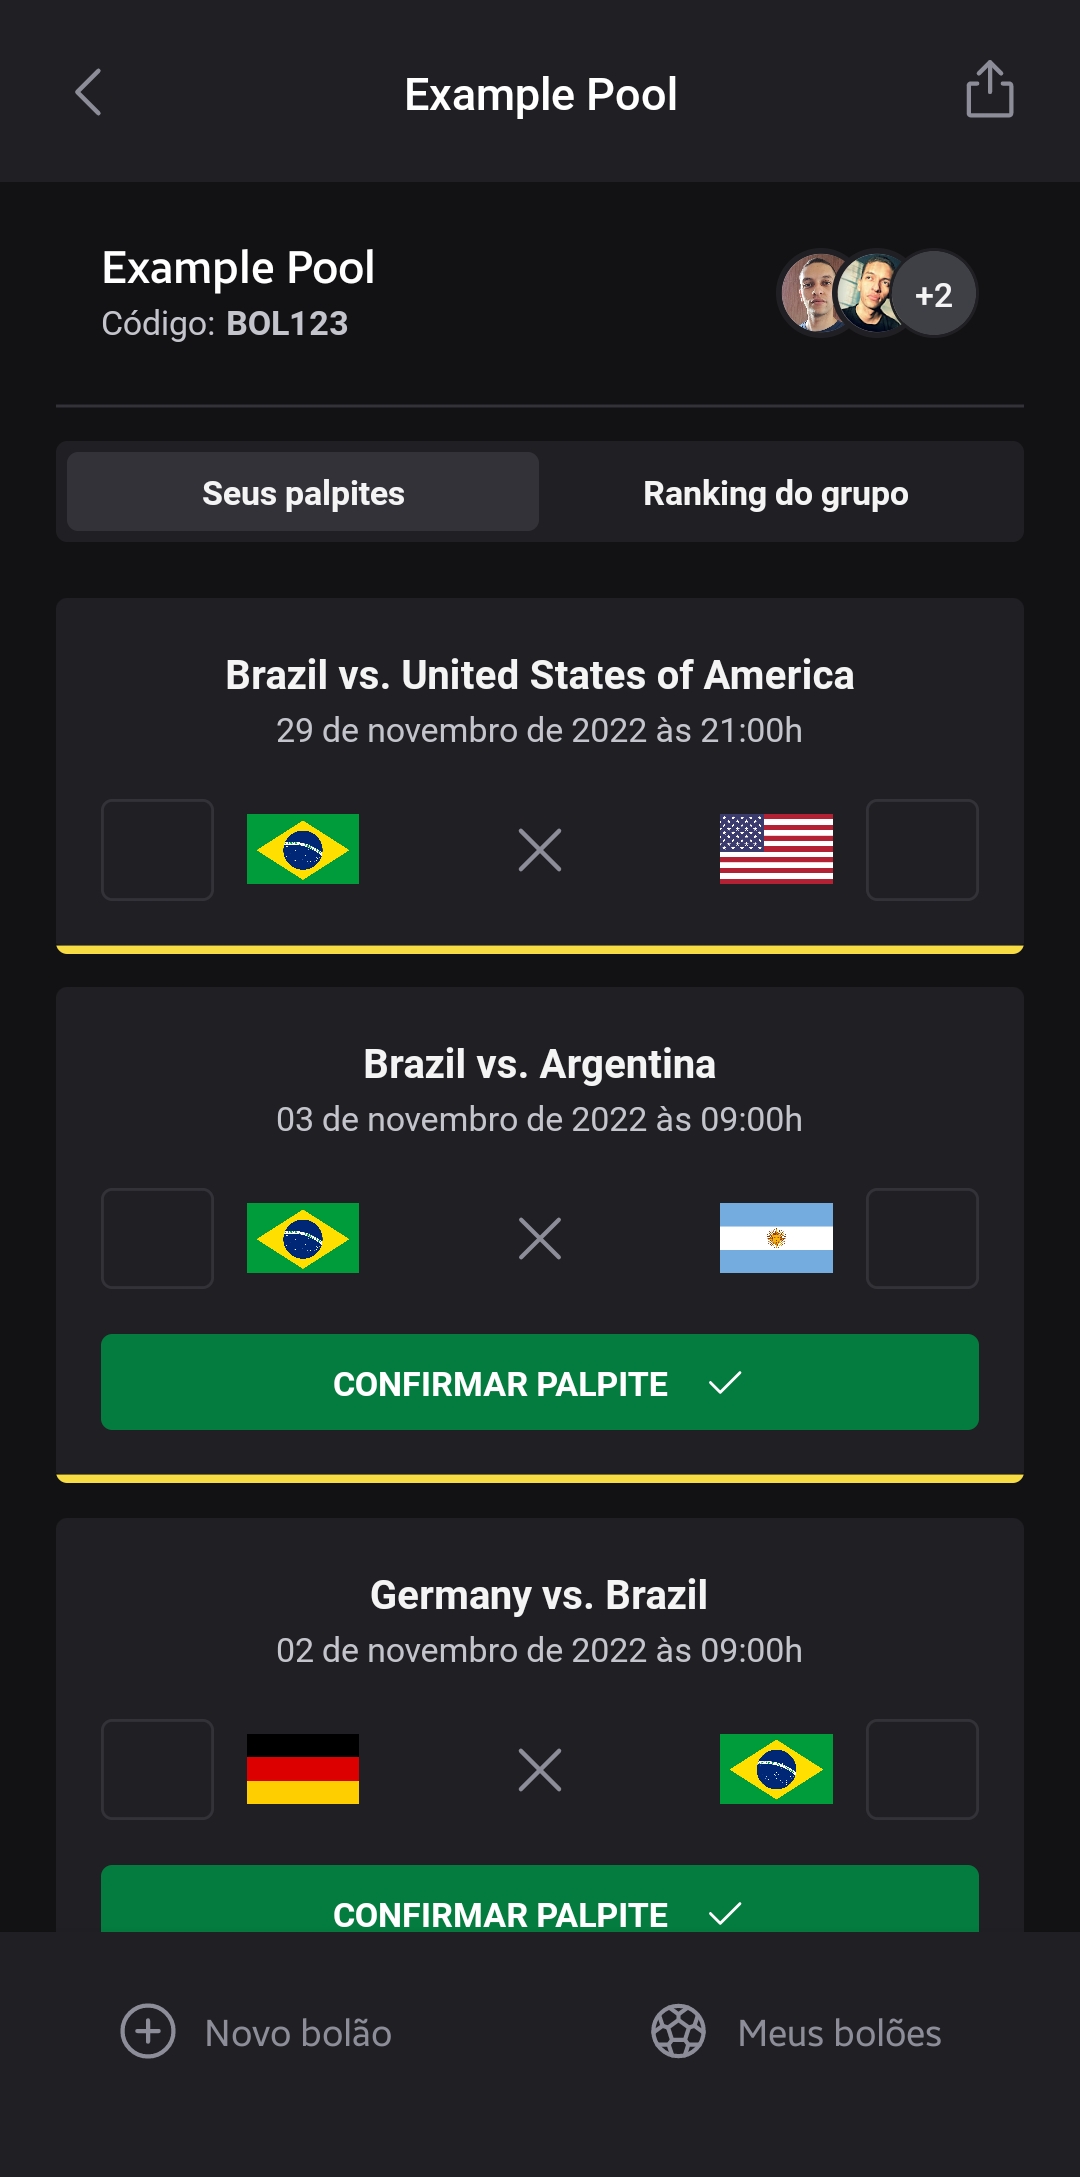 Example Pool
Example Pool
Código: BOL123
+2
Seus palpites
Ranking do grupo
Brazil vs. United States of America
29 de novembro de 2022 às 21:00h
Brazil vs. Argentina
03 de novembro de 2022 às 09:00h
CONFIRMAR PALPITE
Germany vs. Brazil
02 de novembro de 2022 às 09:00h
CONFIRMAR PALPITE
Novo bolão
Meus bolões